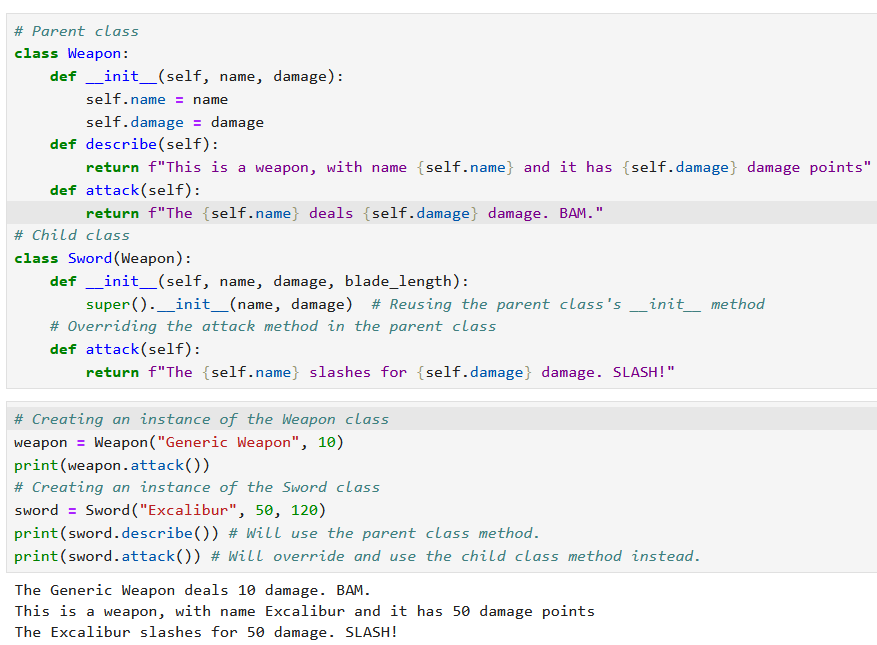 # Parent class
class Weapon:
    def __init__(self, name, damage):
        self.name = name
        self.damage = damage
    def describe(self):
        return f"This is a weapon, with name {self.name} and it has {self.damage} damage points"
    def attack(self):
        return f"The {self.name} deals {self.damage} damage. BAM."
# Child class
class Sword(Weapon):
    def __init__(self, name, damage, blade_length):
        super().__init__(name, damage)  # Reusing the parent class's __init__ method
    # Overriding the attack method in the parent class
    def attack(self):
        return f"The {self.name} slashes for {self.damage} damage. SLASH!"
# Creating an instance of the Weapon class
weapon = Weapon("Generic Weapon", 10)
print(weapon.attack())
# Creating an instance of the Sword class
sword = Sword("Excalibur", 50, 120)
print(sword.describe()) # Will use the parent class method.
print(sword.attack()) # Will override and use the child class method instead.
The Generic Weapon deals 10 damage. BAM.
This is a weapon, with name Excalibur and it has 50 damage points
The Excalibur slashes for 50 damage. SLASH!